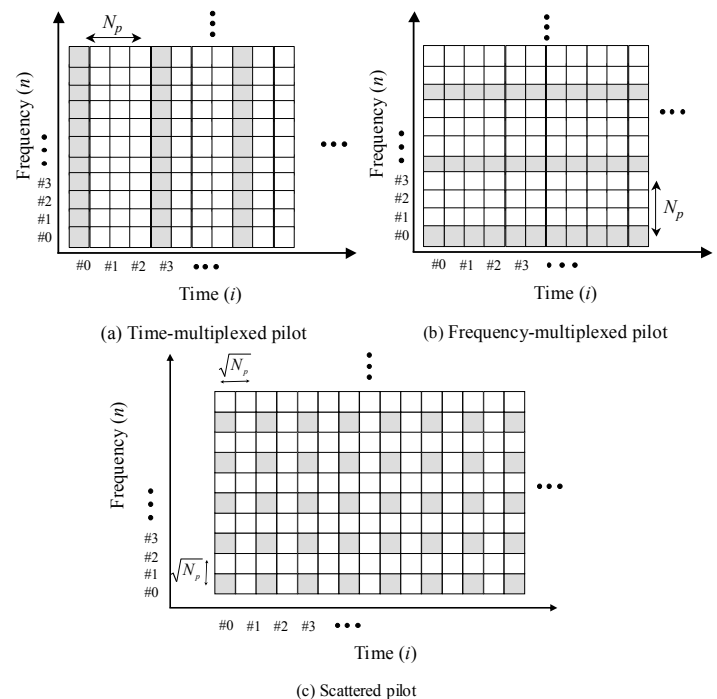 N_p
Frequency (n)
#3
#2
#1
#0
#0 #1 #2 #3
Time (i)
(a) Time-multiplexed pilot
Frequency (n)
#3
#2
#1
#0
N_p
#0 #1 #2 #3
Time (i)
(b) Frequency-multiplexed pilot
√N_p
Frequency (n)
#3
#2
#1
#0
√N_p
#0 #1 #2 #3
Time (i)
(c) Scattered pilot